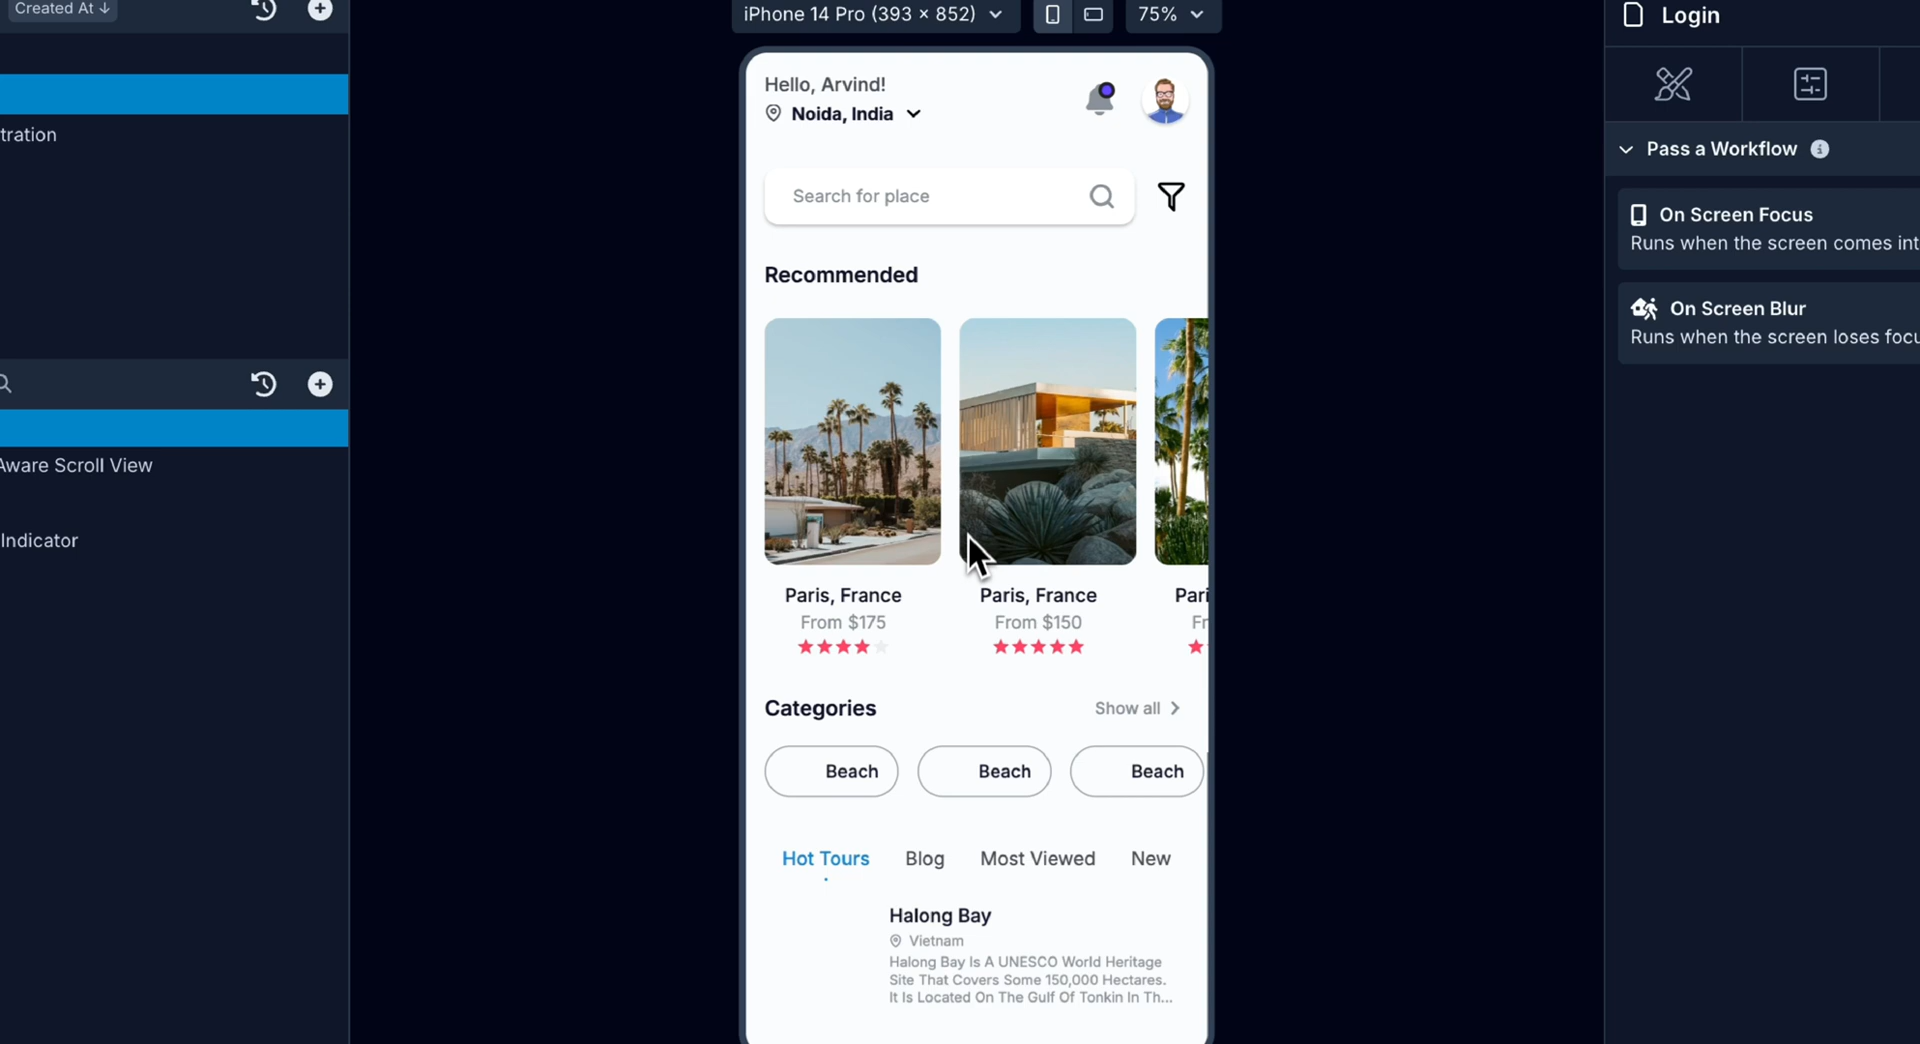 Created At ↓
tration
Aware Scroll View
Indicator
iPhone 14 Pro (393 × 852)
75%
Hello, Arvind!
Noida, India
Search for place
Recommended
Paris, France
From $175
Paris, France
From $150
Pari
Fr
Categories
Show all
Beach
Beach
Beach
Hot Tours
Blog
Most Viewed
New
Halong Bay
Vietnam
Halong Bay Is A UNESCO World Heritage
Site That Covers Some 150,000 Hectares.
It Is Located On The Gulf Of Tonkin In Th...
Login
Pass a Workflow
On Screen Focus
Runs when the screen comes int
On Screen Blur
Runs when the screen loses focu